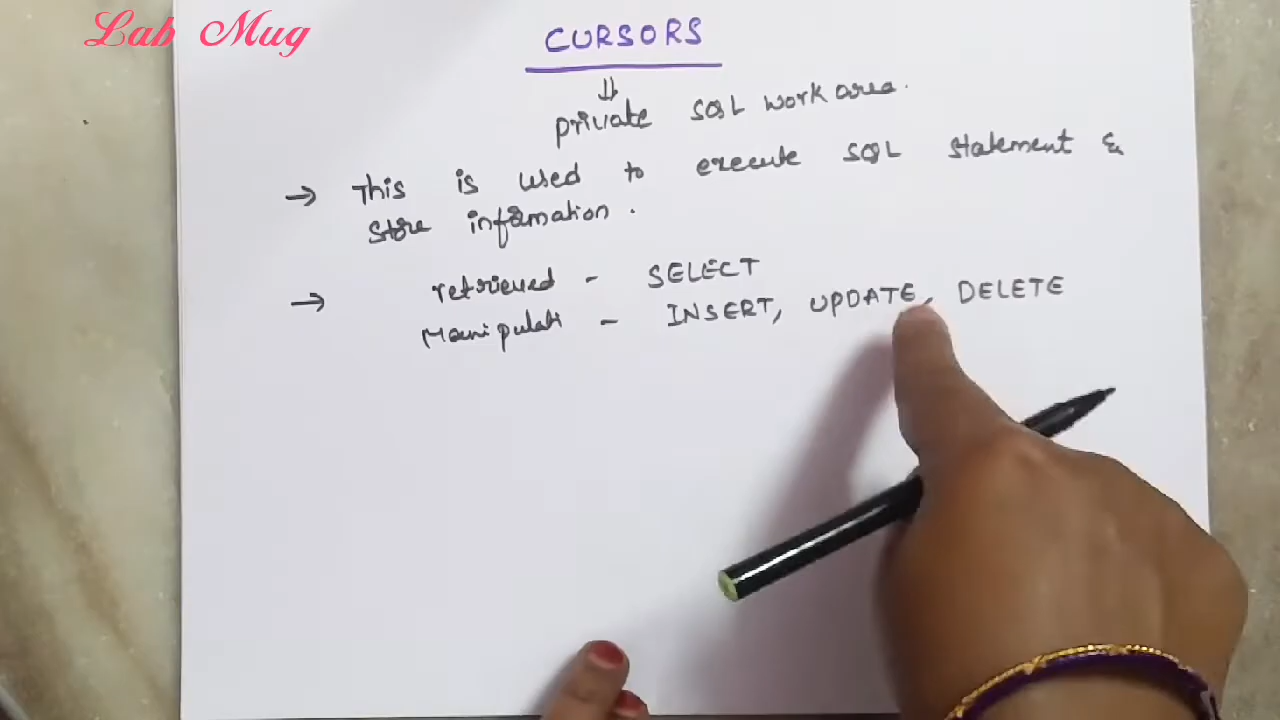 Lab Mug
CURSORS
⇓
private SQL work area.
→ This is used to execute SQL statement &
store information.
→ retrieved - SELECT
Manipulati - INSERT, UPDATE, DELETE